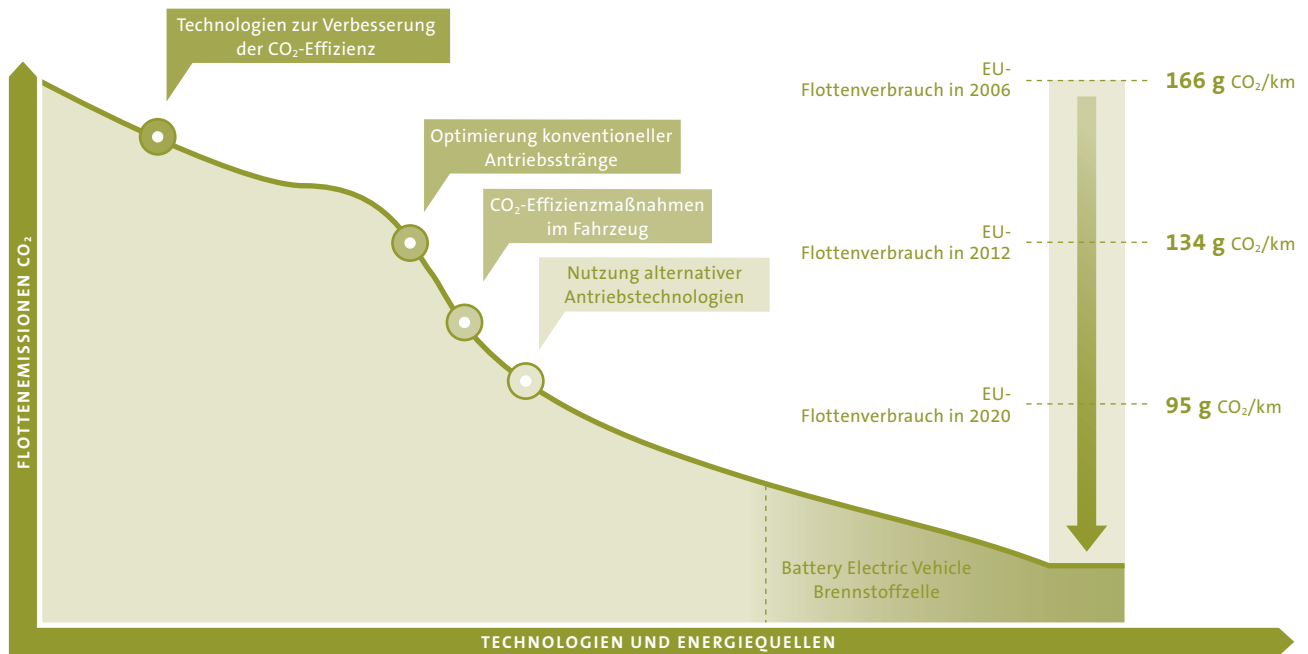 Technologien zur Verbesserung
der CO₂-Effizienz
Optimierung konventioneller
Antriebsstränge
CO₂-Effizienzmaßnahmen
im Fahrzeug
Nutzung alternativer
Antriebstechnologien
EU-
Flottenverbrauch in 2006
166 g CO₂/km
EU-
Flottenverbrauch in 2012
134 g CO₂/km
EU-
Flottenverbrauch in 2020
95 g CO₂/km
Battery Electric Vehicle
Brennstoffzelle
FLOTTENEMISSIONEN CO₂
TECHNOLOGIEN UND ENERGIEQUELLEN